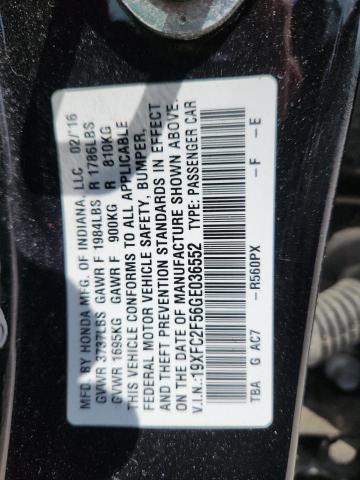 MFD. BY HONDA MFG. OF INDIANA, LLC 02/'16
GVWR 3737LBS GAWR F 1984LBS R 1786LBS
GVWR 1695KG GAWR F 900KG R 810KG
THIS VEHICLE CONFORMS TO ALL APPLICABLE
FEDERAL MOTOR VEHICLE SAFETY, BUMPER,
AND THEFT PREVENTION STANDARDS IN EFFECT
ON THE DATE OF MANUFACTURE SHOWN ABOVE.
V.I.N.:19XFC2F56GE036552 TYPE: PASSENGER CAR
TBA G AC7 -R560PX -F -E